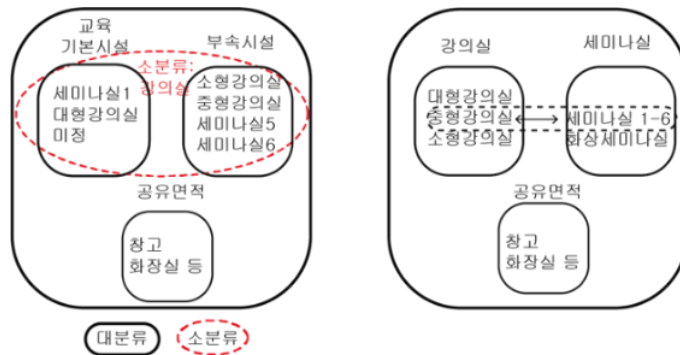 교육
기본시설
부속시설
소분류:
강의실
세미나실1
대형강의실
미정
소형강의실
중형강의실
세미나실5
세미나실6
공유면적
창고
화장실 등
대분류
소분류
강의실
세미나실
대형강의실
중형강의실
소형강의실
세미나실 1-6
화상세미나실
공유면적
창고
화장실 등